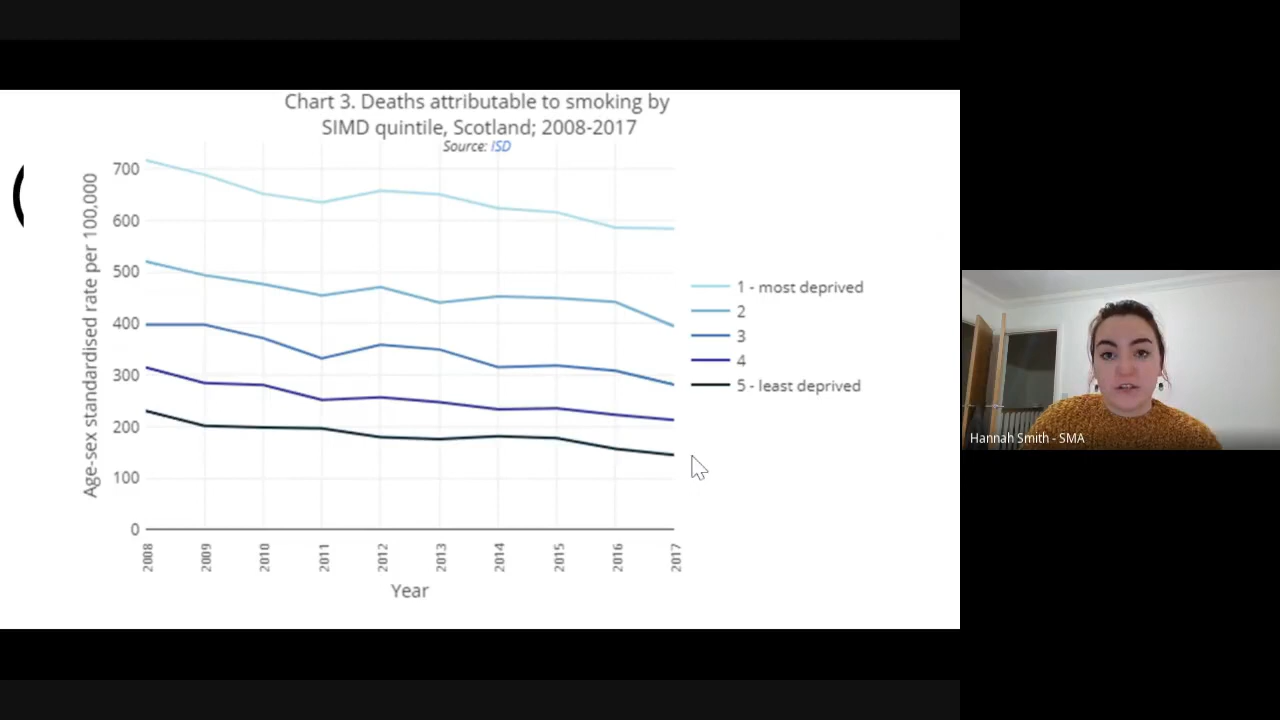 Chart 3. Deaths attributable to smoking by
SIMD quintile, Scotland; 2008-2017
Source: ISD
Age-sex standardised rate per 100,000
700
600
500
400
300
200
100
0
2008
2009
2010
2011
2012
2013
2014
2015
2016
2017
Year
1 - most deprived
2
3
4
5 - least deprived
Hannah Smith - SMA